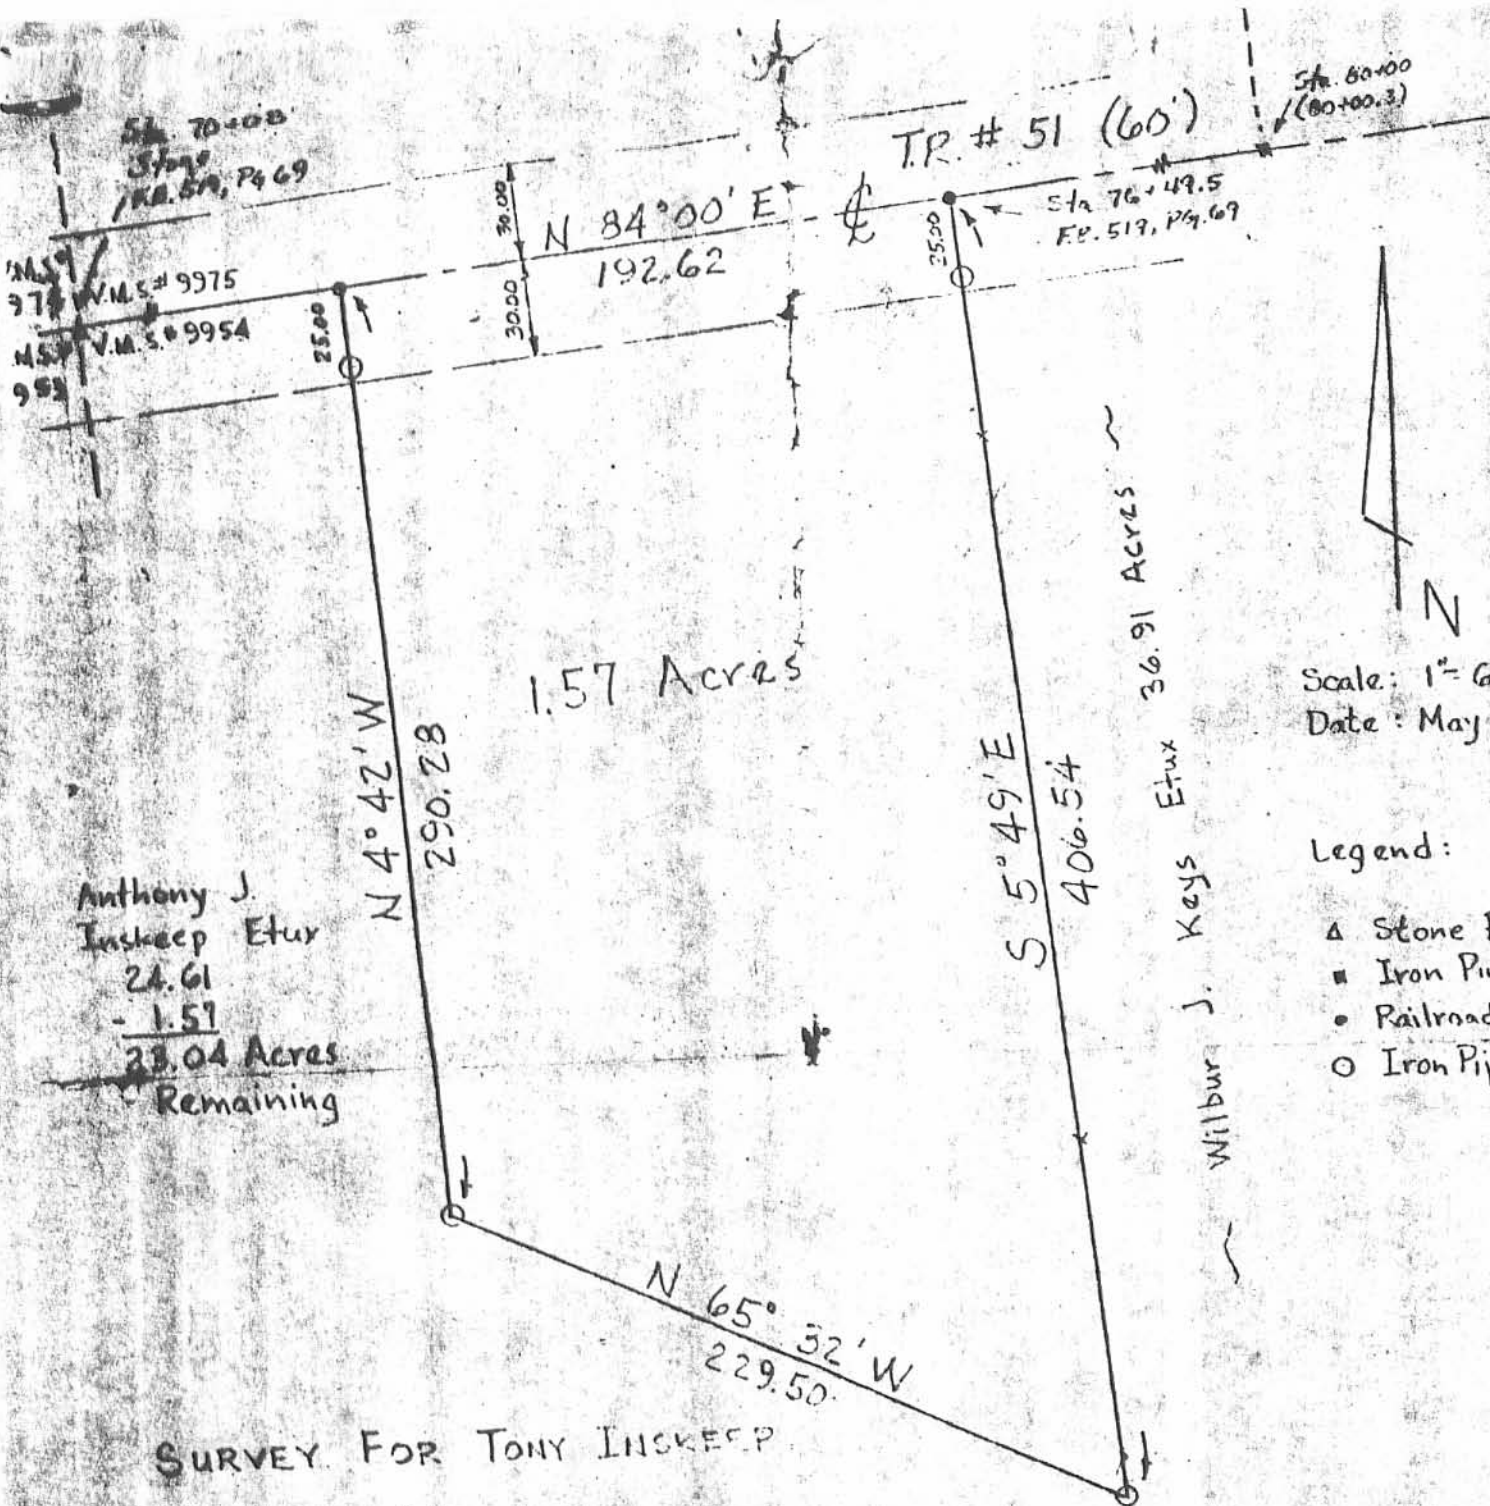 Sta. 70+08
Stone
F.B. 519, Pg 69
Sta. 80+00
(80+00.3)
T.R. # 51 (60')
N 84°00' E
192.62
30.00
30.00
℄
Sta 76+49.5
F.B. 519, Pg. 69
25.00
25.00
V.M.S.# 9975
V.M.S.# 9954
1.57 Acres
N 4° 42' W
290.28
S 5° 49' E
406.54
~ Wilbur J. Keys Etux 36.91 Acres ~
N
Scale: 1"=
Date: May
Legend:
△ Stone
■ Iron
● Railroad
○ Iron
Anthony J.
Inskeep Etux
24.61
- 1.57
23.04 Acres
Remaining
N 65° 32' W
229.50
SURVEY FOR TONY INSKEEP